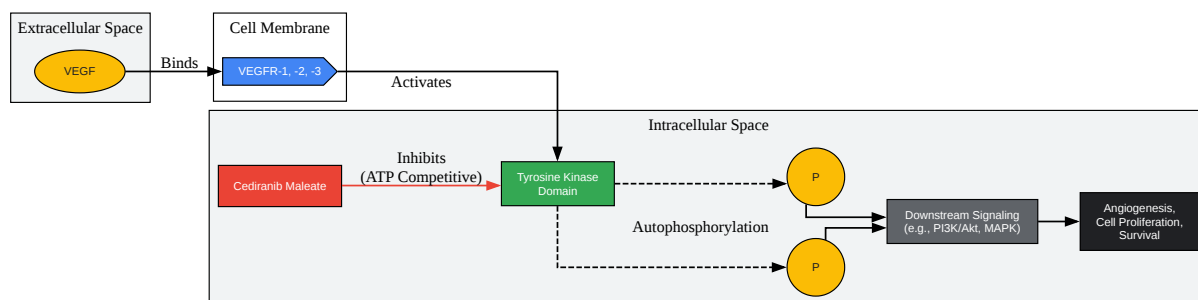 Extracellular Space
Cell Membrane
VEGF
Binds
VEGFR-1, -2, -3
Activates
Intracellular Space
Cediranib Maleate
Inhibits
(ATP Competitive)
Tyrosine Kinase
Domain
P
Autophosphorylation
P
Downstream Signaling
(e.g., PI3K/Akt, MAPK)
Angiogenesis,
Cell Proliferation,
Survival